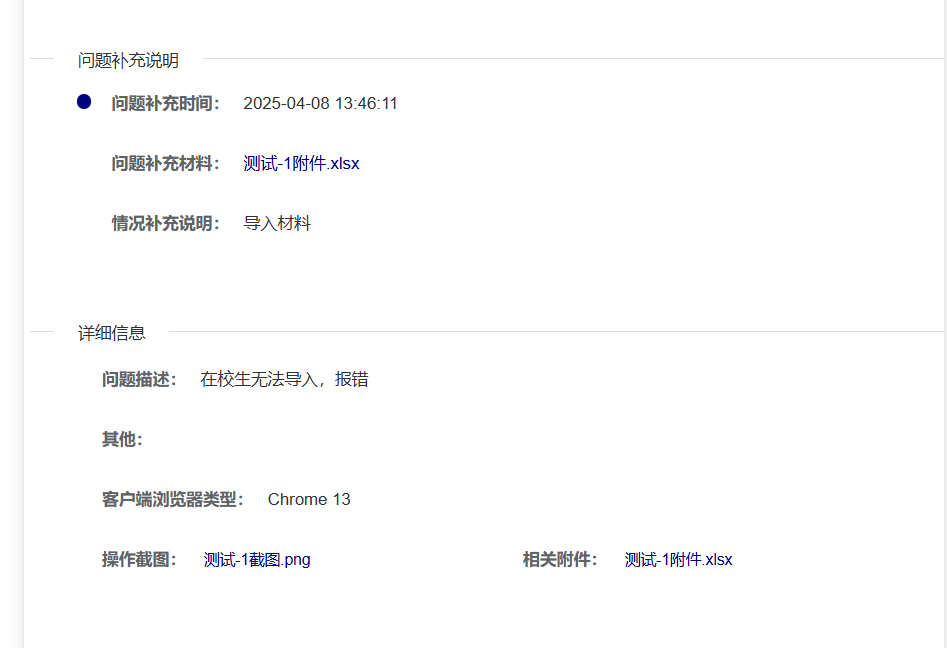 问题补充说明
问题补充时间： 2025-04-08 13:46:11
问题补充材料： 测试-1附件.xlsx
情况补充说明： 导入材料
详细信息
问题描述： 在校生无法导入，报错
其他：
客户端浏览器类型： Chrome 13
操作截图： 测试-1截图.png 相关附件： 测试-1附件.xlsx